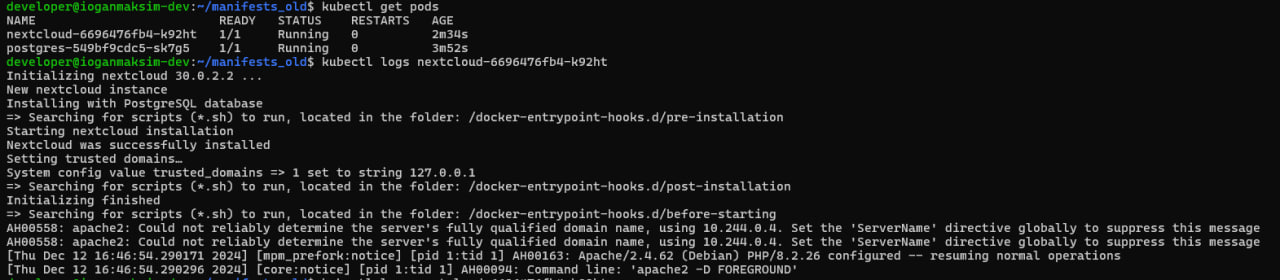 developer@ioganmaksim-dev:~/manifests_old$ kubectl get pods
NAME                         READY   STATUS    RESTARTS   AGE
nextcloud-6696476fb4-k92ht   1/1     Running   0          2m34s
postgres-549bf9cdc5-sk7g5    1/1     Running   0          3m52s
developer@ioganmaksim-dev:~/manifests_old$ kubectl logs nextcloud-6696476fb4-k92ht
Initializing nextcloud 30.0.2.2 ...
New nextcloud instance
Installing with PostgreSQL database
=> Searching for scripts (*.sh) to run, located in the folder: /docker-entrypoint-hooks.d/pre-installation
Starting nextcloud installation
Nextcloud was successfully installed
Setting trusted domains…
System config value trusted_domains => 1 set to string 127.0.0.1
=> Searching for scripts (*.sh) to run, located in the folder: /docker-entrypoint-hooks.d/post-installation
Initializing finished
=> Searching for scripts (*.sh) to run, located in the folder: /docker-entrypoint-hooks.d/before-starting
AH00558: apache2: Could not reliably determine the server's fully qualified domain name, using 10.244.0.4. Set the 'ServerName' directive globally to suppress this message
AH00558: apache2: Could not reliably determine the server's fully qualified domain name, using 10.244.0.4. Set the 'ServerName' directive globally to suppress this message
[Thu Dec 12 16:46:54.290171 2024] [mpm_prefork:notice] [pid 1:tid 1] AH00163: Apache/2.4.62 (Debian) PHP/8.2.26 configured -- resuming normal operations
[Thu Dec 12 16:46:54.290296 2024] [core:notice] [pid 1:tid 1] AH00094: Command line: 'apache2 -D FOREGROUND'